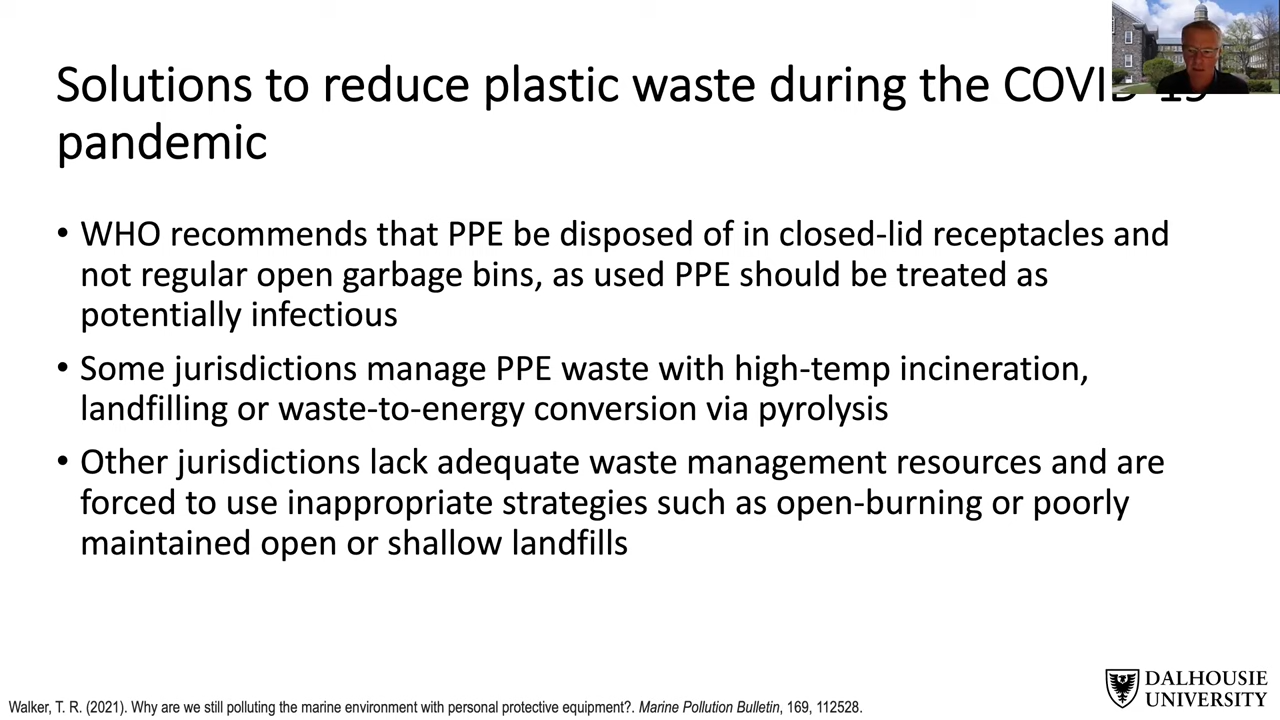 Solutions to reduce plastic waste during the COVID-19
pandemic
• WHO recommends that PPE be disposed of in closed-lid receptacles and
not regular open garbage bins, as used PPE should be treated as
potentially infectious
• Some jurisdictions manage PPE waste with high-temp incineration,
landfilling or waste-to-energy conversion via pyrolysis
• Other jurisdictions lack adequate waste management resources and are
forced to use inappropriate strategies such as open-burning or poorly
maintained open or shallow landfills
DALHOUSIE
UNIVERSITY
Walker, T. R. (2021). Why are we still polluting the marine environment with personal protective equipment?. Marine Pollution Bulletin, 169, 112528.